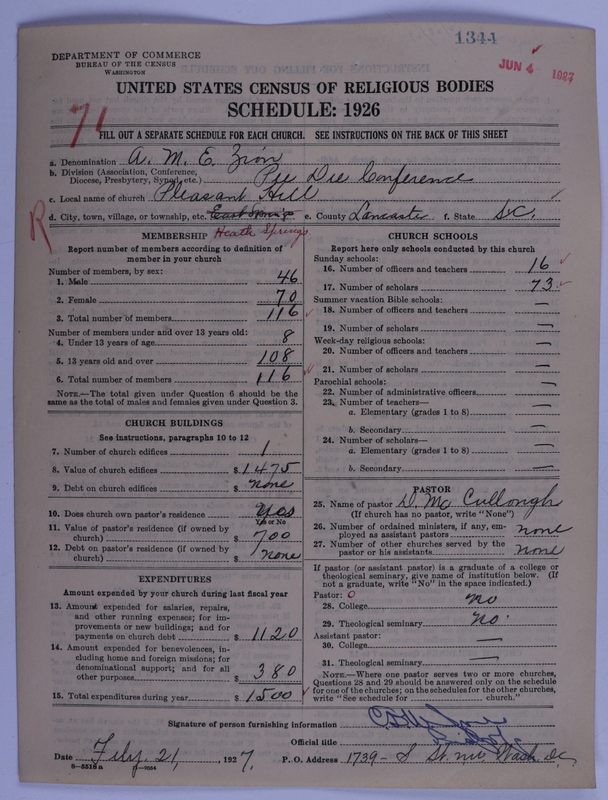 1344
JUN 4 1927
DEPARTMENT OF COMMERCE
BUREAU OF THE CENSUS
WASHINGTON
UNITED STATES CENSUS OF RELIGIOUS BODIES
SCHEDULE: 1926
71
FILL OUT A SEPARATE SCHEDULE FOR EACH CHURCH. SEE INSTRUCTIONS ON THE BACK OF THIS SHEET
a. Denomination A. M. E. Zion
b. Division (Association, Conference, Diocese, Presbytery, Synod, etc.) Pee Dee Conference
c. Local name of church Pleasant Hill
d. City, town, village, or township, etc. East Springs e. County Lancaster f. State S.C.
R Heath Springs
MEMBERSHIP
Report number of members according to definition of
member in your church
Number of members, by sex:
1. Male 46
2. Female 70
3. Total number of members 116
Number of members under and over 13 years old:
4. Under 13 years of age 8
5. 13 years old and over 108
6. Total number of members 116
NOTE.—The total given under Question 6 should be
same as the total of males and females given under Question 3.
CHURCH BUILDINGS
See instructions, paragraphs 10 to 12
7. Number of church edifices 1
8. Value of church edifices $ 1475
9. Debt on church edifices $ none
10. Does church own pastor's residence yes
Yes or No
11. Value of pastor's residence (if owned by
church) $ 700
12. Debt on pastor's residence (if owned by
church) $ none
EXPENDITURES
Amount expended by your church during last fiscal year
13. Amount expended for salaries, repairs,
and other running expenses; for im-
provements or new buildings; and for
payments on church debt $ 1120
14. Amount expended for benevolences, in-
cluding home and foreign missions; for
denominational support; and for all
other purposes $ 380
15. Total expenditures during year $ 1500
CHURCH SCHOOLS
Report here only schools conducted by this church
Sunday schools:
16. Number of officers and teachers 16
17. Number of scholars 73
Summer vacation Bible schools:
18. Number of officers and teachers —
19. Number of scholars —
Week-day religious schools:
20. Number of officers and teachers —
21. Number of scholars —
Parochial schools:
22. Number of administrative officers —
23. Number of teachers—
a. Elementary (grades 1 to 8) —
b. Secondary —
24. Number of scholars—
a. Elementary (grades 1 to 8) —
b. Secondary —
PASTOR
25. Name of pastor D. Mc Cullough
(If church has no pastor, write "None")
26. Number of ordained ministers, if any, em-
ployed as assistant pastors none
27. Number of other churches served by the
pastor or his assistants none
If pastor (or assistant pastor) is a graduate of a college or
theological seminary, give name of institution below. (If
not a graduate, write "No" in the space indicated.)
Pastor: 0
28. College no
29. Theological seminary no.
Assistant pastor:
30. College —
31. Theological seminary —
NOTE.—Where one pastor serves two or more churches,
Questions 28 and 29 should be answered only on the schedule
for one of the churches; on the schedules for the other churches,
write "See schedule for church."
Signature of person furnishing information
Official title
Date Feby. 21, 1927. P. O. Address 1739- S St. nw Wash. DC
8—5518a